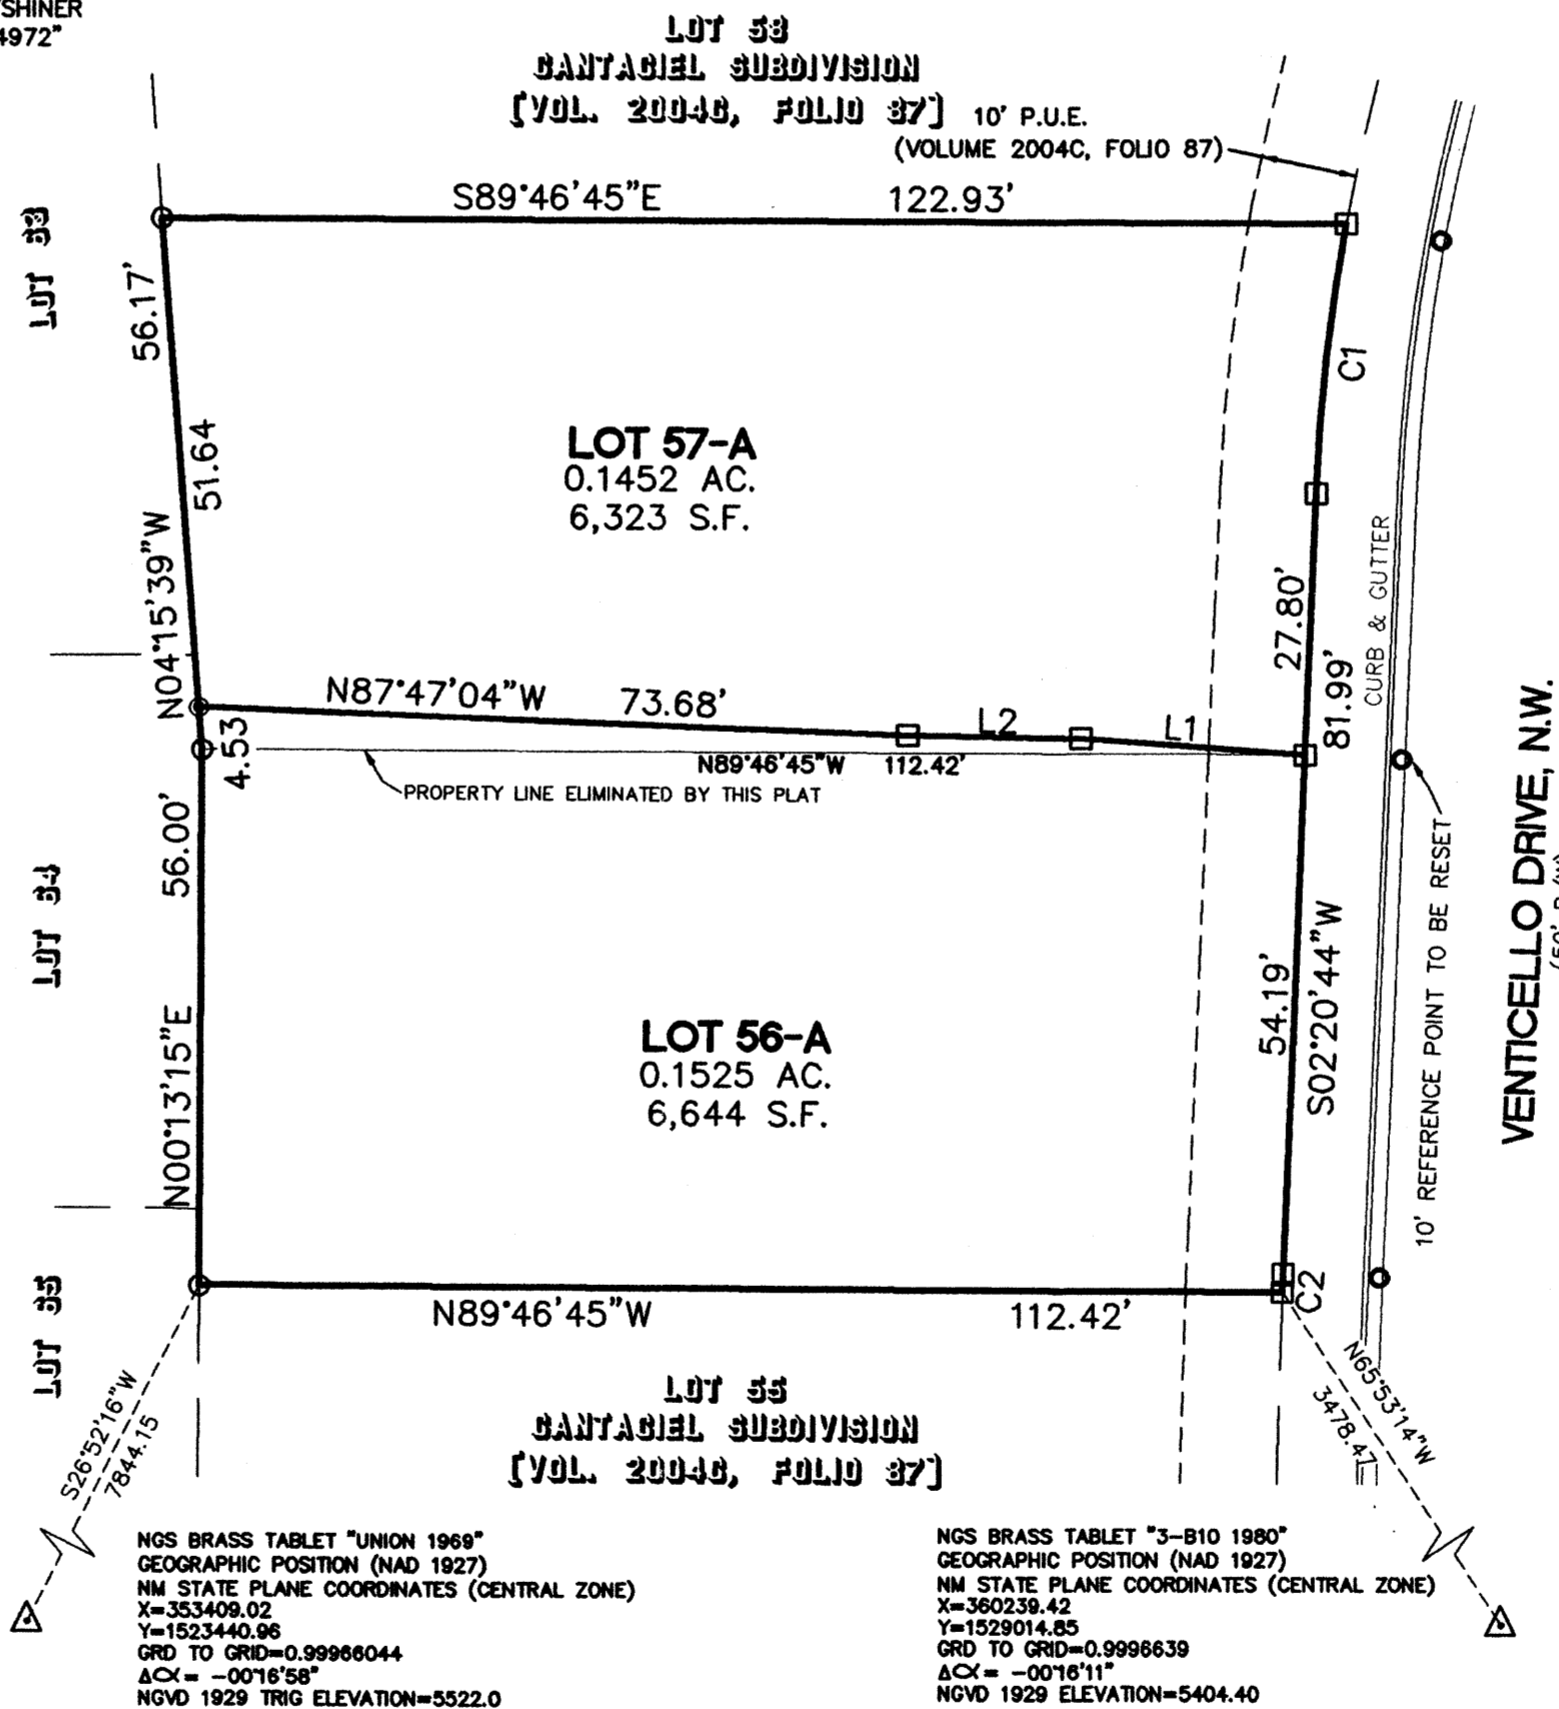 SHINER
4972"
LOT 58
CANTACIEL SUBDIVISION
[VOL. 2004C, FOLIO 87]
10' P.U.E.
(VOLUME 2004C, FOLIO 87)
S89°46'45"E 122.93'
LOT 33
56.17'
51.64
N04°15'39"W
C1
LOT 57-A
0.1452 AC.
6,323 S.F.
27.80'
81.99'
CURB & GUTTER
N87°47'04"W 73.68'
L2
L1
4.53
N89°46'45"W 112.42'
PROPERTY LINE ELIMINATED BY THIS PLAT
56.00'
LOT 34
N00°13'15"E
LOT 56-A
0.1525 AC.
6,644 S.F.
54.19'
S02°20'44"W
10' REFERENCE POINT TO BE RESET
VENTICELLO DRIVE, N.W.
C2
N89°46'45"W 112.42'
LOT 35
LOT 55
CANTACIEL SUBDIVISION
[VOL. 2004C, FOLIO 87]
S26°52'16"W
7844.15
N65°53'14"W
3478.47
NGS BRASS TABLET "UNION 1969"
GEOGRAPHIC POSITION (NAD 1927)
NM STATE PLANE COORDINATES (CENTRAL ZONE)
X=353409.02
Y=1523440.96
GRD TO GRID=0.99966044
Δ∝= -00°16'58"
NGVD 1929 TRIG ELEVATION=5522.0
NGS BRASS TABLET "3-B10 1980"
GEOGRAPHIC POSITION (NAD 1927)
NM STATE PLANE COORDINATES (CENTRAL ZONE)
X=360239.42
Y=1529014.85
GRD TO GRID=0.9996639
Δ∝= -00°16'11"
NGVD 1929 ELEVATION=5404.40